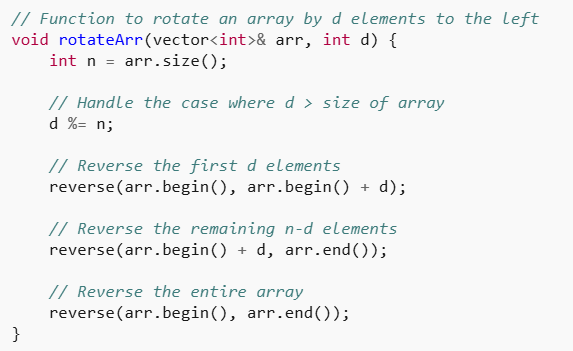 // Function to rotate an array by d elements to the left
void rotateArr(vector<int>& arr, int d) {
    int n = arr.size();

    // Handle the case where d > size of array
    d %= n;

    // Reverse the first d elements
    reverse(arr.begin(), arr.begin() + d);

    // Reverse the remaining n-d elements
    reverse(arr.begin() + d, arr.end());

    // Reverse the entire array
    reverse(arr.begin(), arr.end());
}